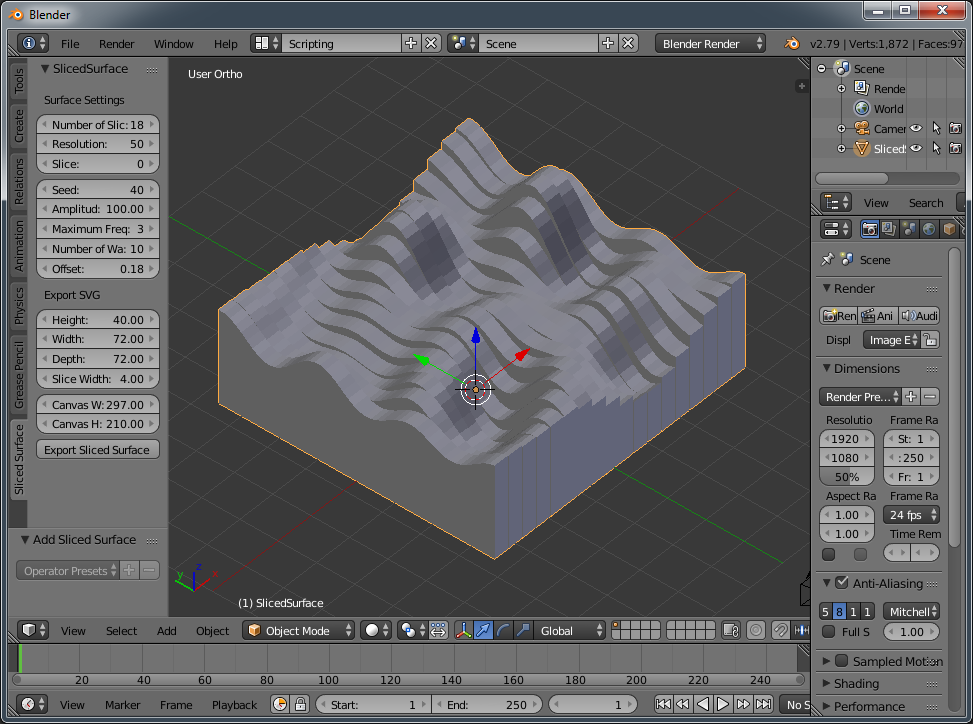 Blender
File Render Window Help Scripting Scene Blender Render v2.79 | Verts:1,872 | Faces:97
Tools
Create
Relations
Animation
Physics
Grease Pencil
Sliced Surface
SlicedSurface
Surface Settings
Number of Slic: 18
Resolution: 50
Slice: 0
Seed: 40
Amplitud: 100.00
Maximum Freq: 3
Number of Wa: 10
Offset: 0.18
Export SVG
Height: 40.00
Width: 72.00
Depth: 72.00
Slice Width: 4.00
Canvas W: 297.00
Canvas H: 210.00
Export Sliced Surface
Add Sliced Surface
Operator Presets
User Ortho
z
y
x
(1) SlicedSurface
View Select Add Object Object Mode Global
20 40 60 80 100 120 140 160 180 200 220 240
View Marker Frame Playback Start: 1 End: 250 1 No S
Scene
Rende
World
Camer
Sliced
View Search
Scene
Render
Ren Ani Audi
Displ Image E
Dimensions
Render Pre...
Resolutio Frame Ra
1920 St: 1
1080 : 250
50% Fr: 1
Aspect Ra Frame Ra
1.00 24 fps
1.00 Time Rem
Anti-Aliasing
5 8 1 1 Mitchell
Full S 1.00
Sampled Motion
Shading
Performance